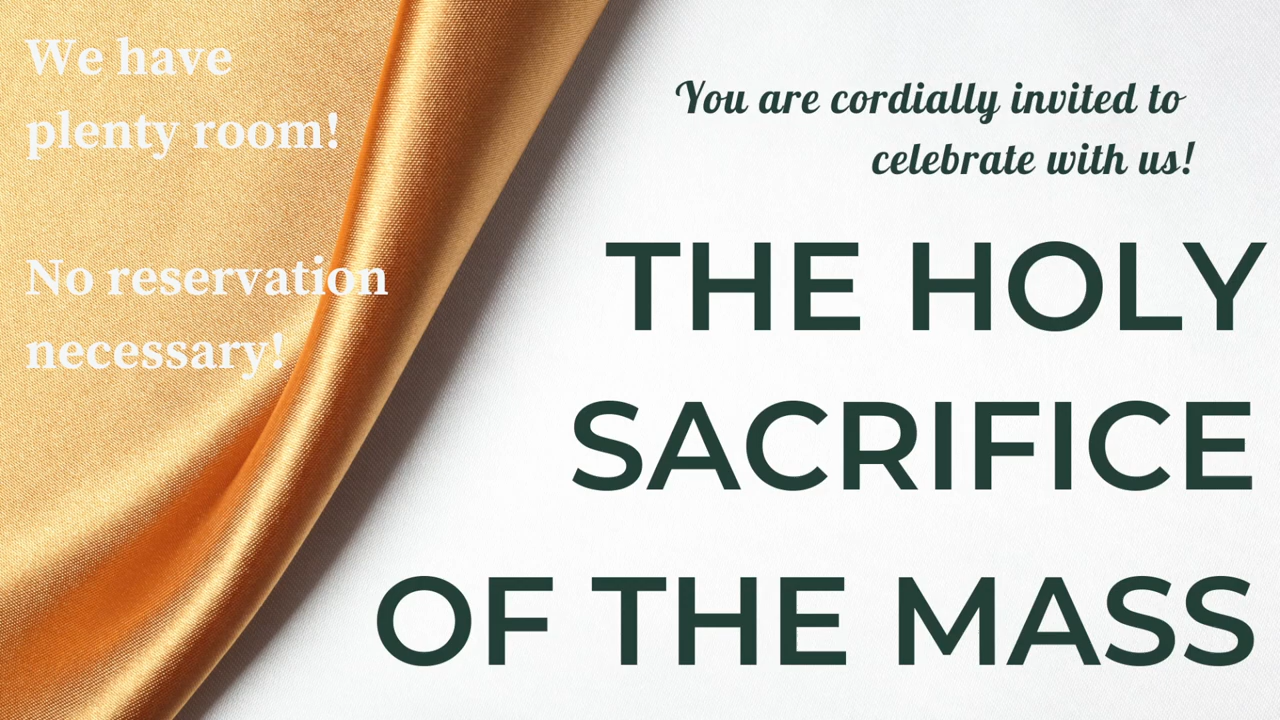 We have
plenty room!
No reservation
necessary!
You are cordially invited to
celebrate with us!
THE HOLY
SACRIFICE
OF THE MASS